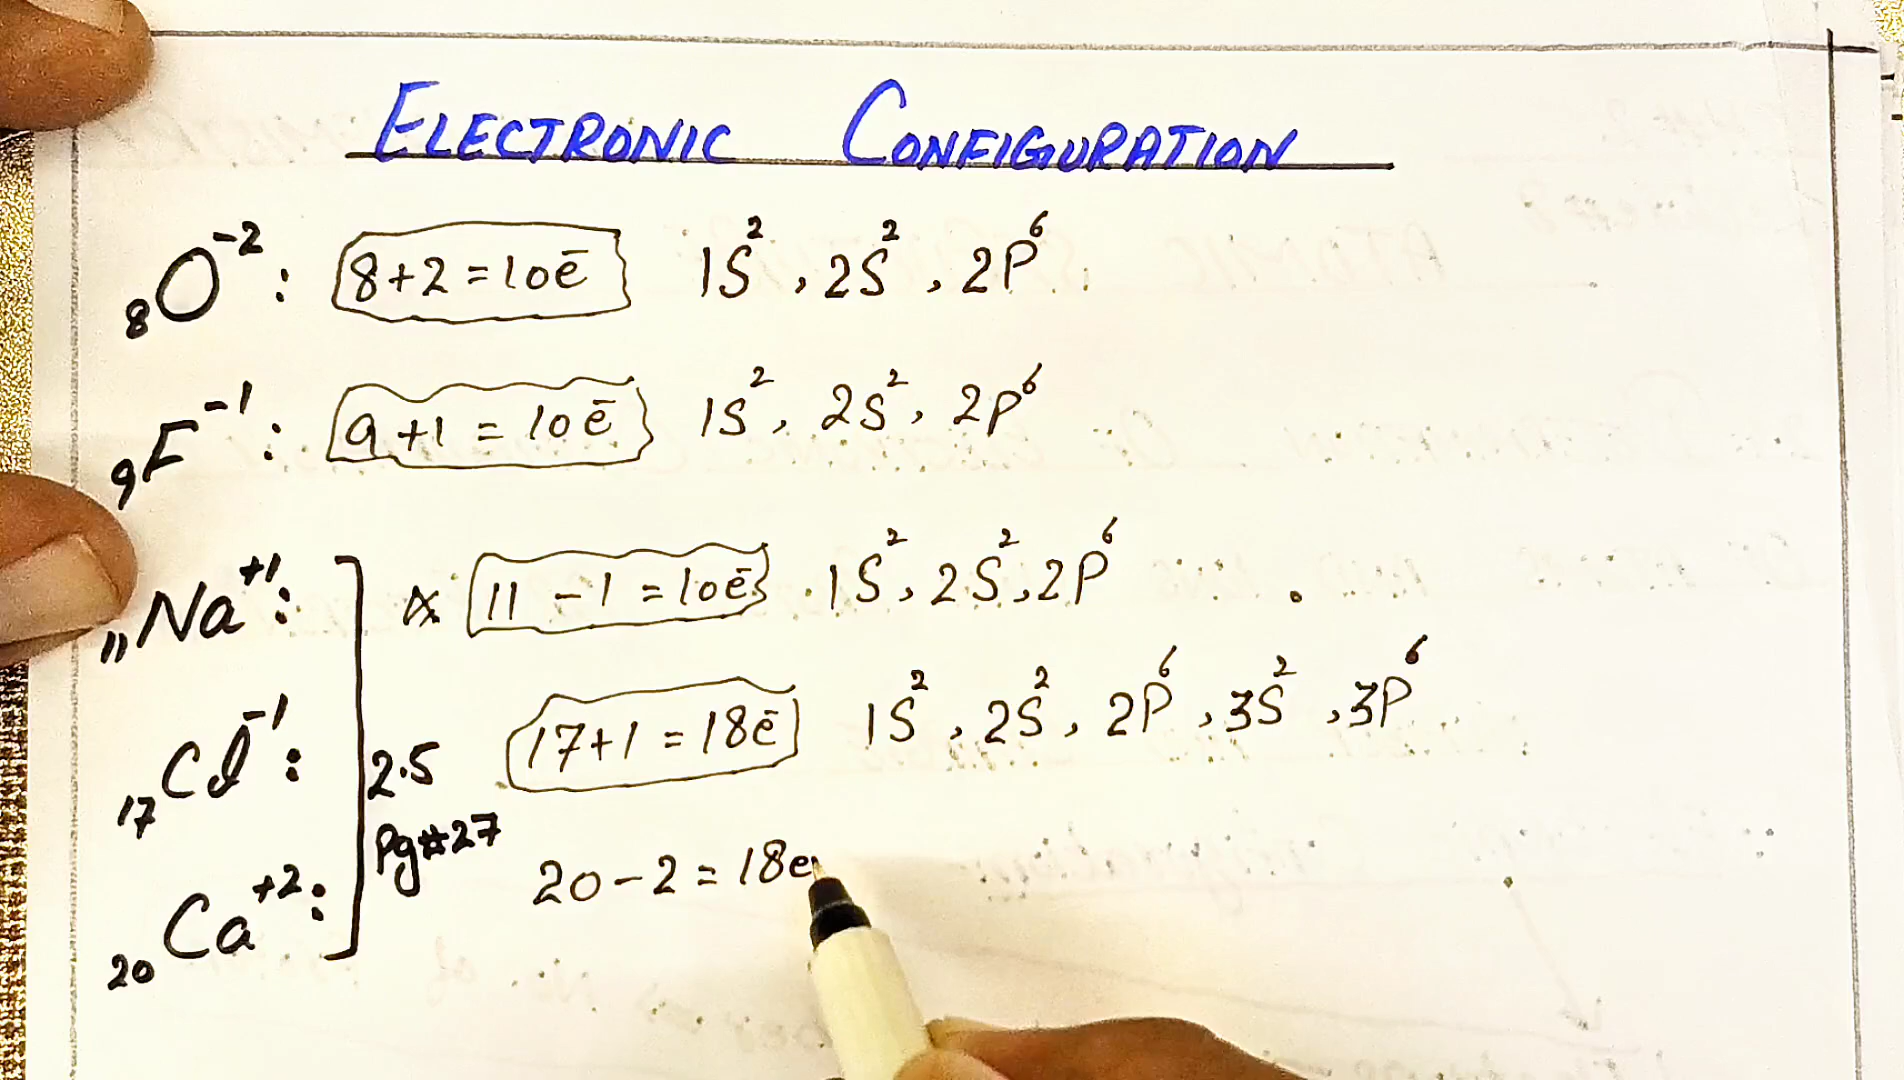 ELECTRONIC CONFIGURATION
₈O⁻²: 8+2=10ē 1S², 2S², 2P⁶
₉F⁻¹: 9+1=10ē 1S², 2S², 2P⁶
₁₁Na⁺¹: 11-1=10ē 1S², 2S², 2P⁶
₁₇Cl⁻¹: 17+1=18ē 1S², 2S², 2P⁶, 3S², 3P⁶
2.5
Pg#27
₂₀Ca⁺²: 20-2=18e